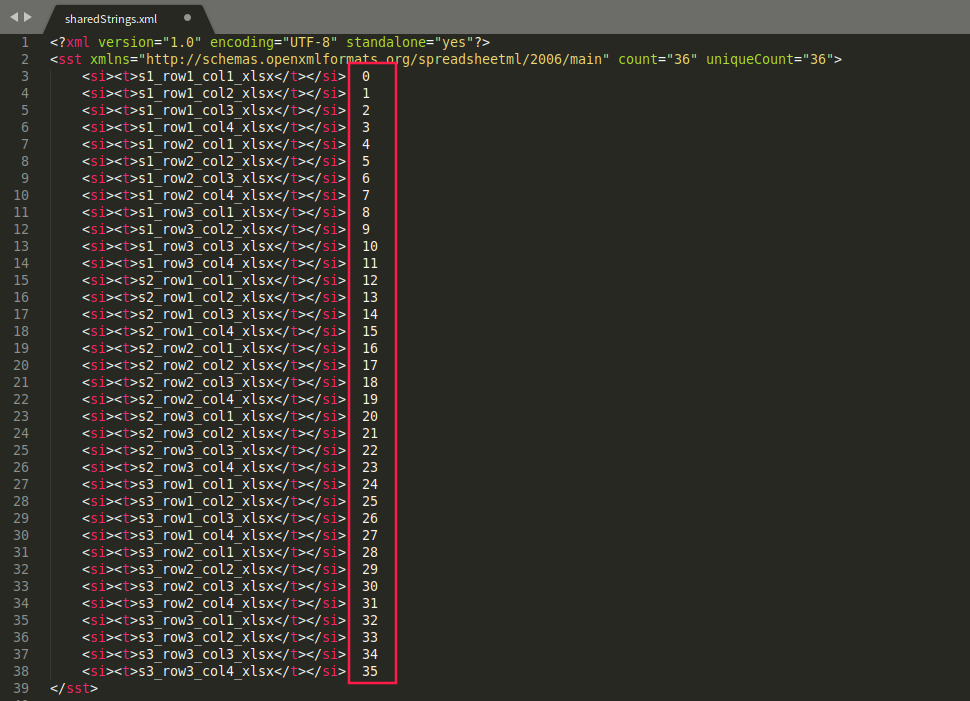 sharedStrings.xml
1 <?xml version="1.0" encoding="UTF-8" standalone="yes"?>
2 <sst xmlns="http://schemas.openxmlformats.org/spreadsheetml/2006/main" count="36" uniqueCount="36">
3 <si><t>s1_row1_col1_xlsx</t></si> 0
4 <si><t>s1_row1_col2_xlsx</t></si> 1
5 <si><t>s1_row1_col3_xlsx</t></si> 2
6 <si><t>s1_row1_col4_xlsx</t></si> 3
7 <si><t>s1_row2_col1_xlsx</t></si> 4
8 <si><t>s1_row2_col2_xlsx</t></si> 5
9 <si><t>s1_row2_col3_xlsx</t></si> 6
10 <si><t>s1_row2_col4_xlsx</t></si> 7
11 <si><t>s1_row3_col1_xlsx</t></si> 8
12 <si><t>s1_row3_col2_xlsx</t></si> 9
13 <si><t>s1_row3_col3_xlsx</t></si> 10
14 <si><t>s1_row3_col4_xlsx</t></si> 11
15 <si><t>s2_row1_col1_xlsx</t></si> 12
16 <si><t>s2_row1_col2_xlsx</t></si> 13
17 <si><t>s2_row1_col3_xlsx</t></si> 14
18 <si><t>s2_row1_col4_xlsx</t></si> 15
19 <si><t>s2_row2_col1_xlsx</t></si> 16
20 <si><t>s2_row2_col2_xlsx</t></si> 17
21 <si><t>s2_row2_col3_xlsx</t></si> 18
22 <si><t>s2_row2_col4_xlsx</t></si> 19
23 <si><t>s2_row3_col1_xlsx</t></si> 20
24 <si><t>s2_row3_col2_xlsx</t></si> 21
25 <si><t>s2_row3_col3_xlsx</t></si> 22
26 <si><t>s2_row3_col4_xlsx</t></si> 23
27 <si><t>s3_row1_col1_xlsx</t></si> 24
28 <si><t>s3_row1_col2_xlsx</t></si> 25
29 <si><t>s3_row1_col3_xlsx</t></si> 26
30 <si><t>s3_row1_col4_xlsx</t></si> 27
31 <si><t>s3_row2_col1_xlsx</t></si> 28
32 <si><t>s3_row2_col2_xlsx</t></si> 29
33 <si><t>s3_row2_col3_xlsx</t></si> 30
34 <si><t>s3_row2_col4_xlsx</t></si> 31
35 <si><t>s3_row3_col1_xlsx</t></si> 32
36 <si><t>s3_row3_col2_xlsx</t></si> 33
37 <si><t>s3_row3_col3_xlsx</t></si> 34
38 <si><t>s3_row3_col4_xlsx</t></si> 35
39 </sst>